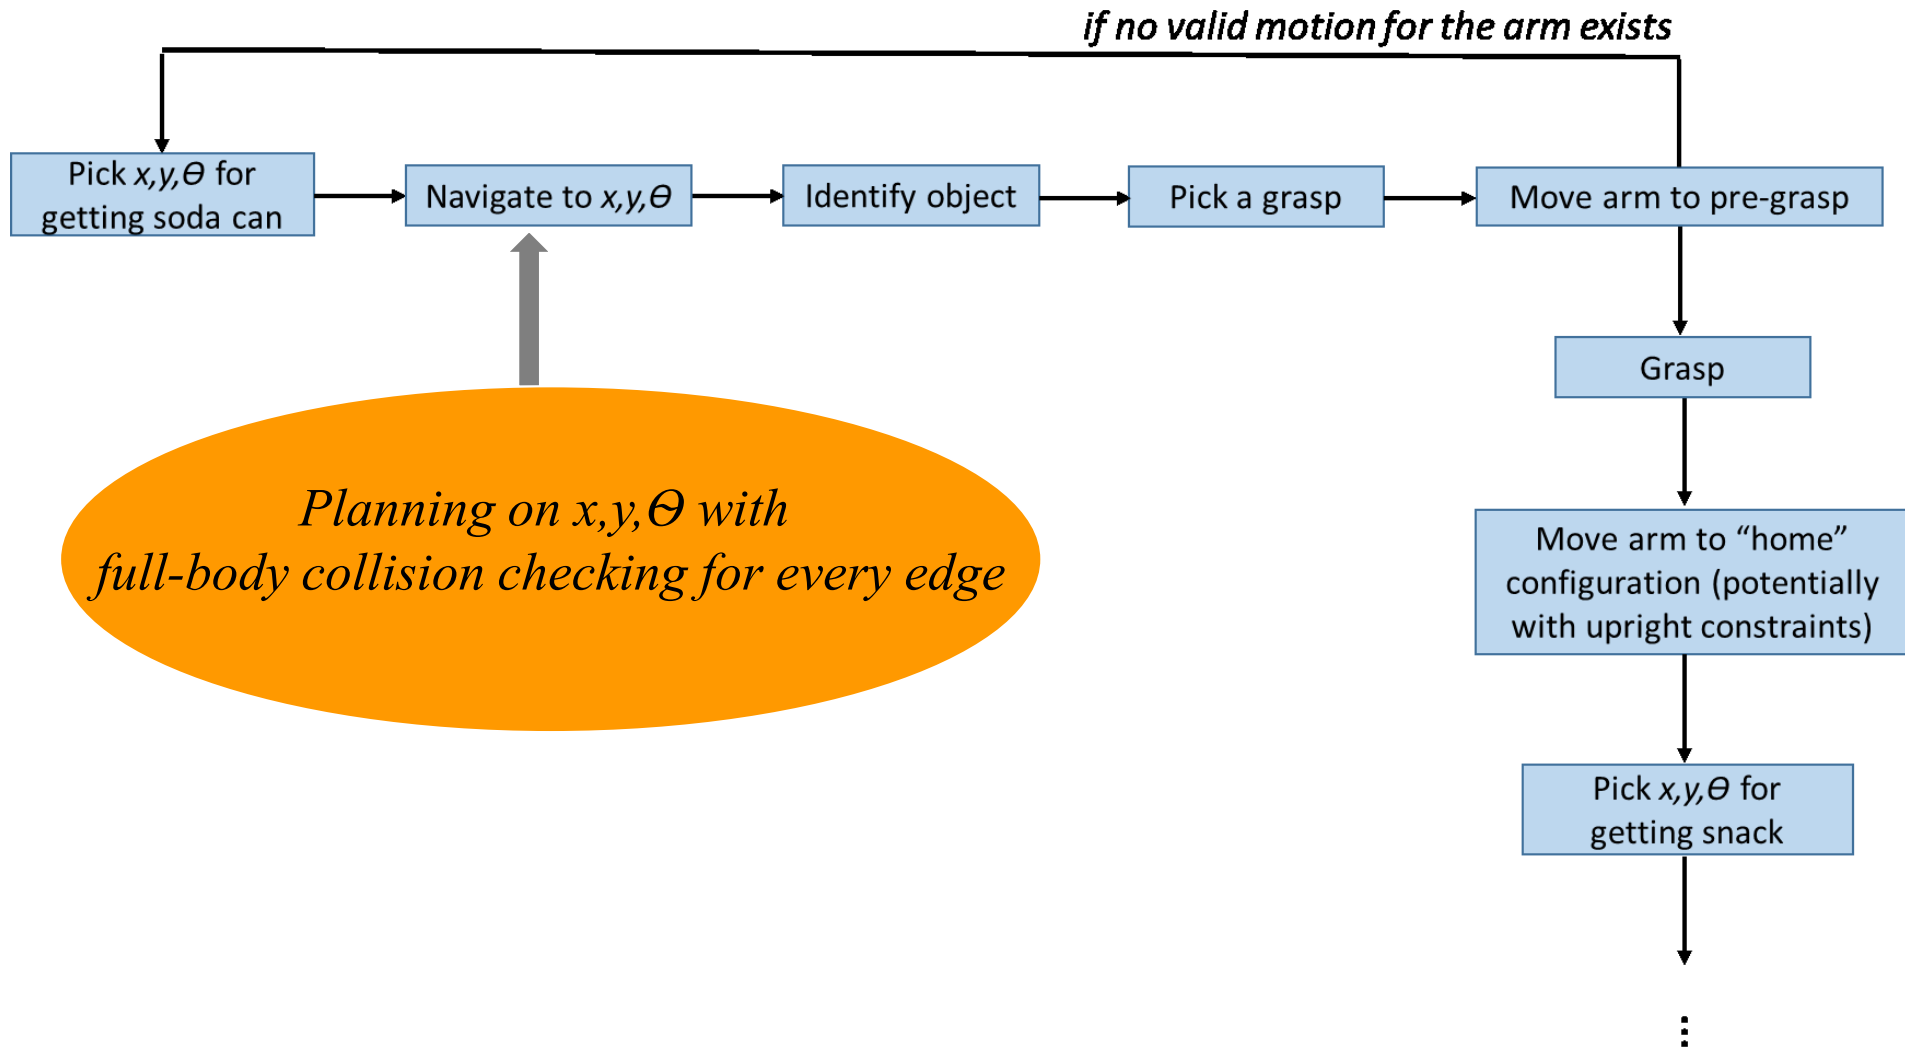 if no valid motion for the arm exists
Pick x,y,Θ for
getting soda can
Navigate to x,y,Θ
Identify object
Pick a grasp
Move arm to pre-grasp
Grasp
Planning on x,y,Θ with
full-body collision checking for every edge
Move arm to “home”
configuration (potentially
with upright constraints)
Pick x,y,Θ for
getting snack
⋮